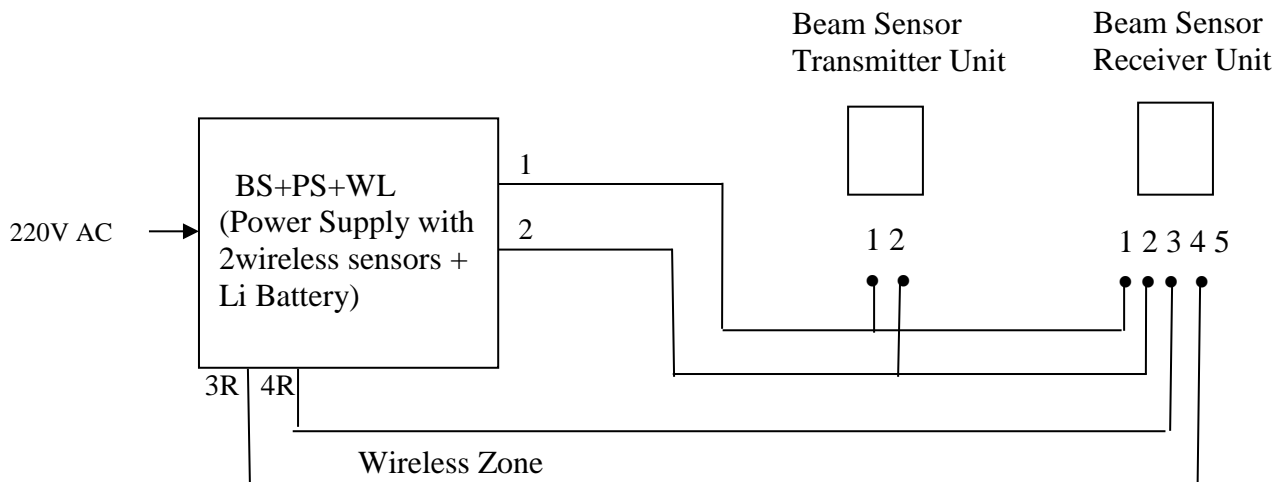 Beam Sensor
Transmitter Unit
Beam Sensor
Receiver Unit
220V AC
BS+PS+WL
(Power Supply with
2wireless sensors +
Li Battery)
1
2
1 2
1 2 3 4 5
3R 4R
Wireless Zone